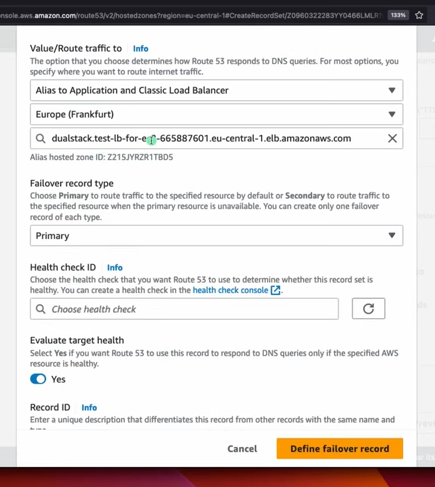 nsole.aws.amazon.com/route53/v2/hostedzones?region=eu-central-1#CreateRecordSet/Z0960322283YY0466LML
133%
Value/Route traffic to Info
The option that you choose determines how Route 53 responds to DNS queries. For most options, you
specify where you want to route internet traffic.
Alias to Application and Classic Load Balancer
Europe (Frankfurt)
dualstack.test-lb-for-e -665887601.eu-central-1.elb.amazonaws.com
Alias hosted zone ID: Z215JYRZR1TBD5
Failover record type
Choose Primary to route traffic to the specified resource by default or Secondary to route traffic to
the specified resource when the primary resource is unavailable. You can create only one failover
record of each type.
Primary
Health check ID Info
Choose the health check that you want Route 53 to use to determine whether this record set is
healthy. You can create a health check in the health check console.
Choose health check
Evaluate target health
Select Yes if you want Route 53 to use this record to respond to DNS queries only if the specified AWS
resource is healthy.
Yes
Record ID Info
Enter a unique description that differentiates this record from other records with the same name and
Cancel
Define failover record